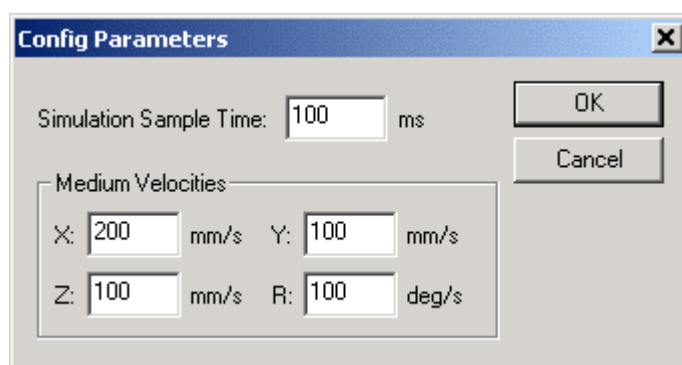 Config Parameters
Simulation Sample Time: 100 ms
OK
Cancel
Medium Velocities
X: 200 mm/s Y: 100 mm/s
Z: 100 mm/s R: 100 deg/s